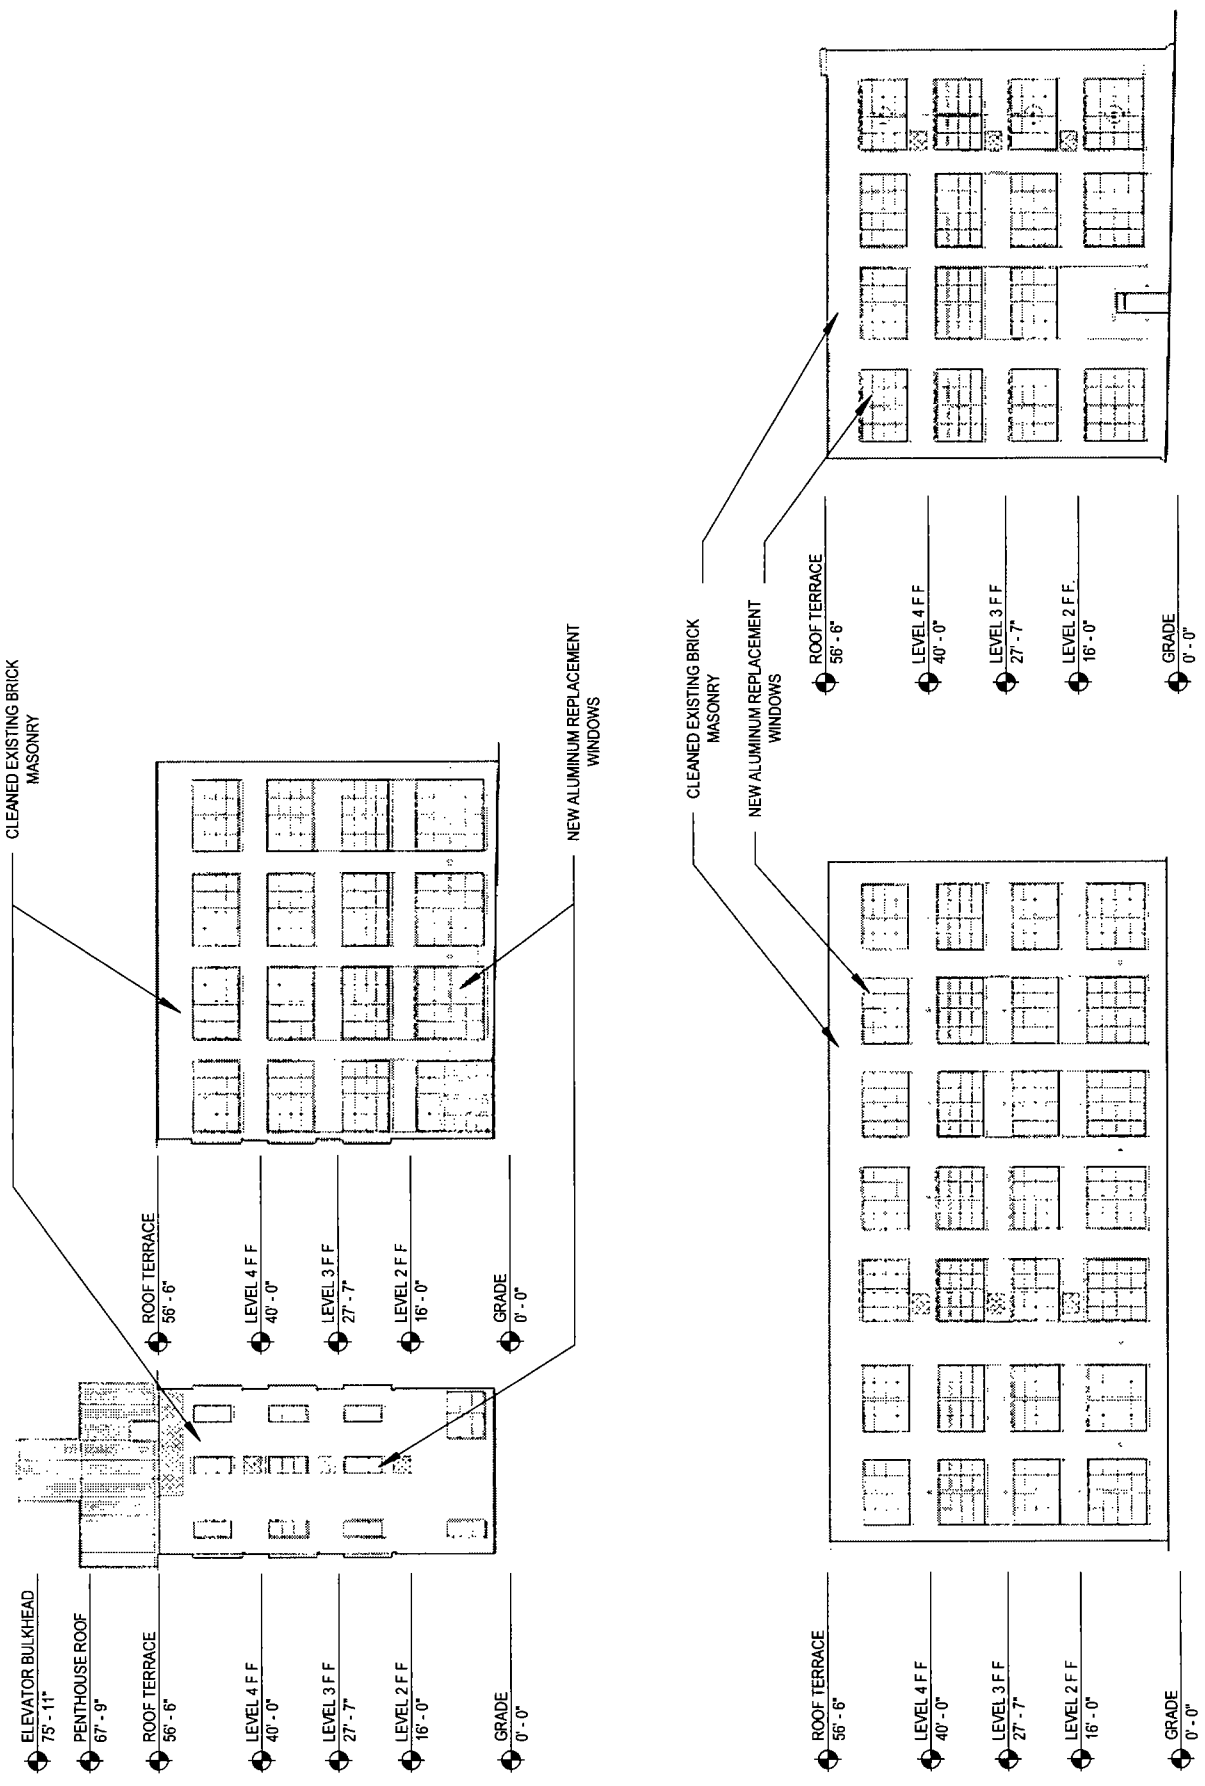 CLEANED EXISTING BRICK
MASONRY
NEW ALUMINUM REPLACEMENT
WINDOWS
ELEVATOR BULKHEAD
75' - 11"
PENTHOUSE ROOF
67' - 9"
ROOF TERRACE
56' - 6"
LEVEL 4 F F
40' - 0"
LEVEL 3 F F
27' - 7"
LEVEL 2 F F
16' - 0"
GRADE
0' - 0"
ROOF TERRACE
56' - 6"
LEVEL 4 F F
40' - 0"
LEVEL 3 F F
27' - 7"
LEVEL 2 F F
16' - 0"
GRADE
0' - 0"
CLEANED EXISTING BRICK
MASONRY
NEW ALUMINUM REPLACEMENT
WINDOWS
ROOF TERRACE
56' - 6"
LEVEL 4 F F
40' - 0"
LEVEL 3 F F
27' - 7"
LEVEL 2 F F
16' - 0"
GRADE
0' - 0"
ROOF TERRACE
56' - 6"
LEVEL 4 F F
40' - 0"
LEVEL 3 F F
27' - 7"
LEVEL 2 F F.
16' - 0"
GRADE
0' - 0"